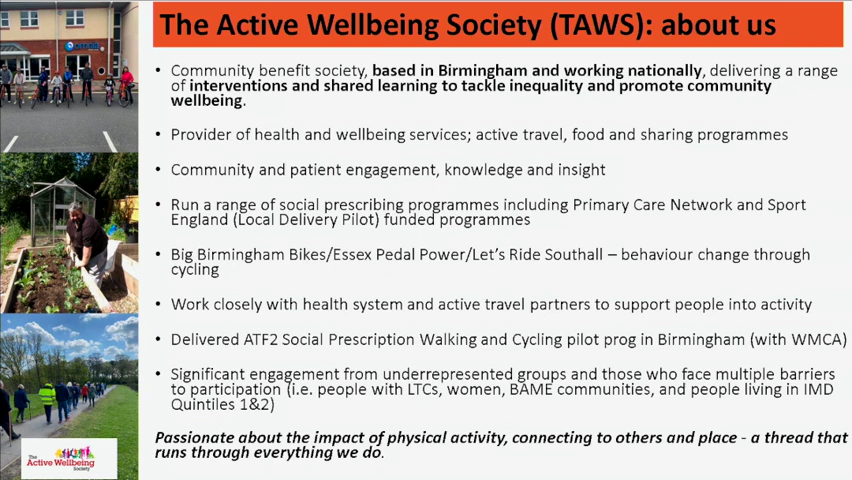 The Active Wellbeing Society (TAWS): about us
• Community benefit society, based in Birmingham and working nationally, delivering a range
of interventions and shared learning to tackle inequality and promote community
wellbeing.
• Provider of health and wellbeing services; active travel, food and sharing programmes
• Community and patient engagement, knowledge and insight
• Run a range of social prescribing programmes including Primary Care Network and Sport
England (Local Delivery Pilot) funded programmes
• Big Birmingham Bikes/Essex Pedal Power/Let's Ride Southall – behaviour change through
cycling
• Work closely with health system and active travel partners to support people into activity
• Delivered ATF2 Social Prescription Walking and Cycling pilot prog in Birmingham (with WMCA)
• Significant engagement from underrepresented groups and those who face multiple barriers
to participation (i.e. people with LTCs, women, BAME communities, and people living in IMD
Quintiles 1&2)
Passionate about the impact of physical activity, connecting to others and place - a thread that
runs through everything we do.
The
Active Wellbeing
Society